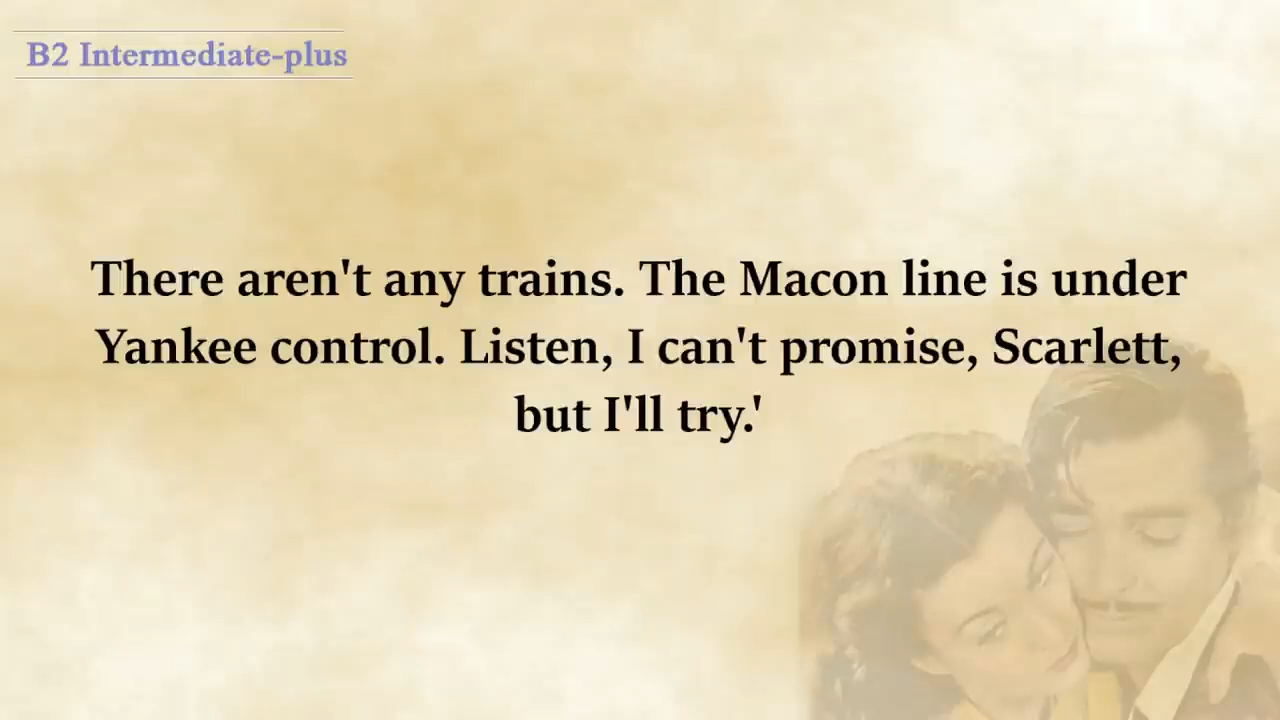 B2 Intermediate-plus
There aren't any trains. The Macon line is under
Yankee control. Listen, I can't promise, Scarlett,
but I'll try.'